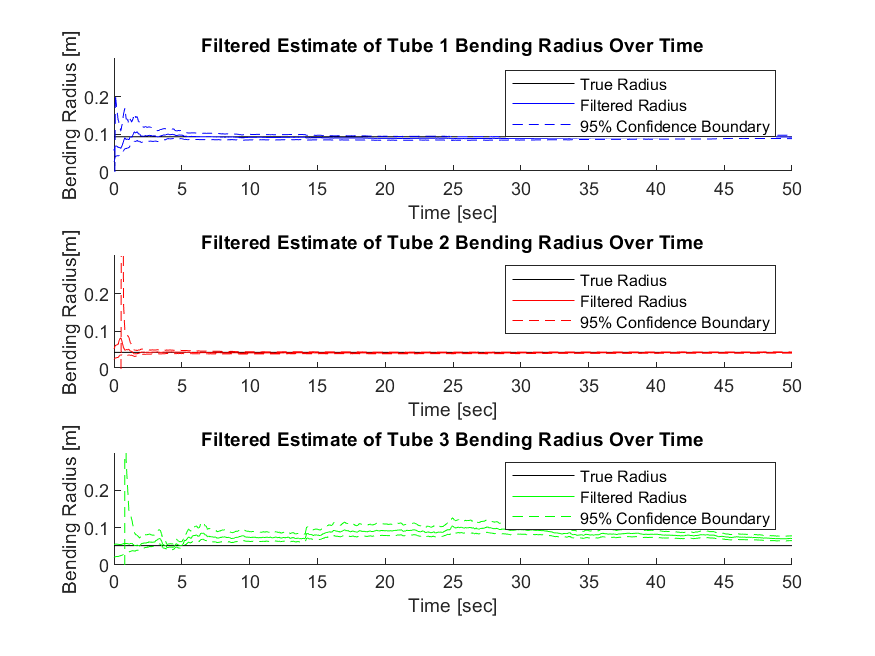 Filtered Estimate of Tube 1 Bending Radius Over Time
Bending Radius [m]
0.2
0.1
0
True Radius
Filtered Radius
95% Confidence Boundary
0 5 10 15 20 25 30 35 40 45 50
Time [sec]
Filtered Estimate of Tube 2 Bending Radius Over Time
Bending Radius[m]
0.2
0.1
0
True Radius
Filtered Radius
95% Confidence Boundary
0 5 10 15 20 25 30 35 40 45 50
Time [sec]
Filtered Estimate of Tube 3 Bending Radius Over Time
Bending Radius [m]
0.2
0.1
0
True Radius
Filtered Radius
95% Confidence Boundary
0 5 10 15 20 25 30 35 40 45 50
Time [sec]